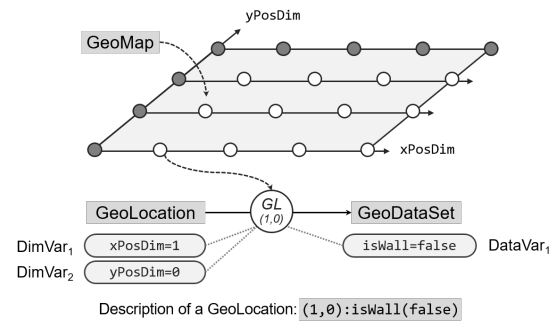 yPosDim
GeoMap
xPosDim
GeoLocation
GL
(1,0)
GeoDataSet
DimVar1
xPosDim=1
isWall=false
DataVar1
DimVar2
yPosDim=0
Description of a GeoLocation: (1,0):isWall(false)